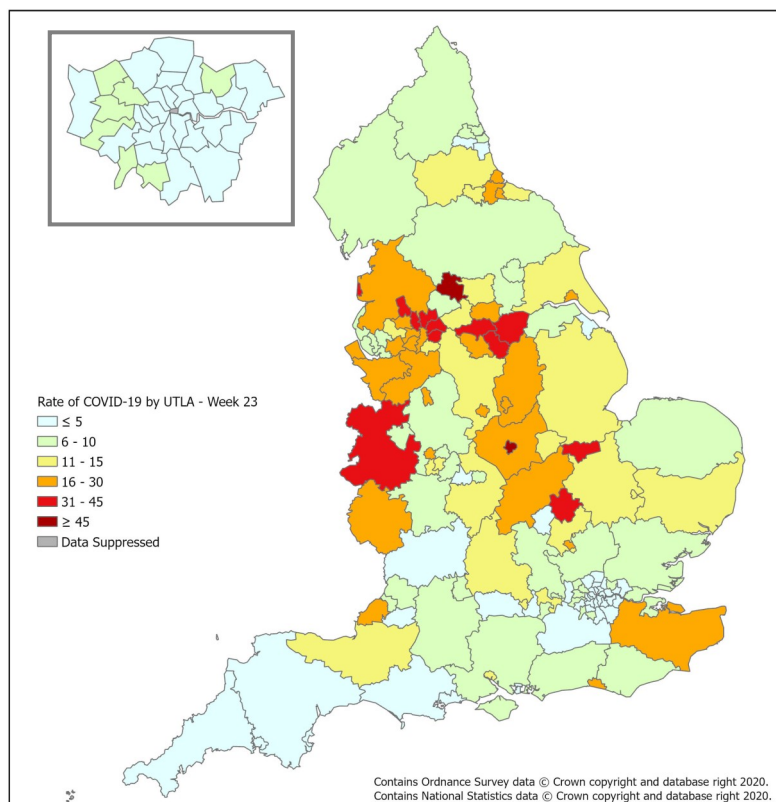 Rate of COVID-19 by UTLA - Week 23
≤ 5
6 - 10
11 - 15
16 - 30
31 - 45
≥ 45
Data Suppressed
Contains Ordnance Survey data © Crown copyright and database right 2020.
Contains National Statistics data © Crown copyright and database right 2020.